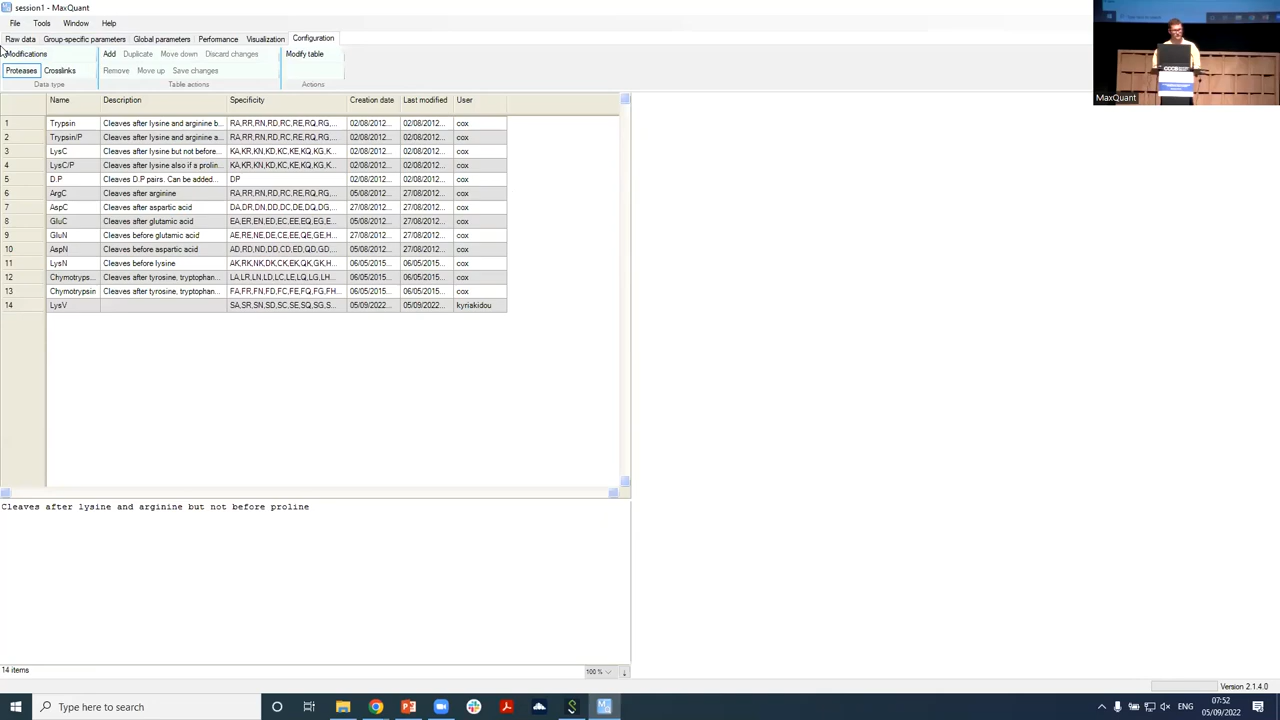 session1 - MaxQuant
File Tools Window Help
Raw data Group-specific parameters Global parameters Performance Visualization Configuration
Modifications Add Duplicate Move down Discard changes Modify table
Proteases Crosslinks Remove Move up Save changes
Data type Table actions Actions
Name Description Specificity Creation date Last modified User
1 Trypsin Cleaves after lysine and arginine b... RA,RR,RN,RD,RC,RE,RQ,RG,... 02/08/2012... 02/08/2012... cox
2 Trypsin/P Cleaves after lysine and arginine a... RA,RR,RN,RD,RC,RE,RQ,RG,... 02/08/2012... 02/08/2012... cox
3 LysC Cleaves after lysine but not before... KA,KR,KN,KD,KC,KE,KQ,KG,K... 02/08/2012... 02/08/2012... cox
4 LysC/P Cleaves after lysine also if a prolin... KA,KR,KN,KD,KC,KE,KQ,KG,K... 02/08/2012... 02/08/2012... cox
5 D.P Cleaves D.P pairs. Can be added... DP 02/08/2012... 02/08/2012... cox
6 ArgC Cleaves after arginine RA,RR,RN,RD,RC,RE,RQ,RG,... 05/08/2012... 27/08/2012... cox
7 AspC Cleaves after aspartic acid DA,DR,DN,DD,DC,DE,DQ,DG,... 27/08/2012... 27/08/2012... cox
8 GluC Cleaves after glutamic acid EA,ER,EN,ED,EC,EE,EQ,EG,E... 05/08/2012... 27/08/2012... cox
9 GluN Cleaves before glutamic acid AE,RE,NE,DE,CE,EE,QE,GE,H... 27/08/2012... 27/08/2012... cox
10 AspN Cleaves before aspartic acid AD,RD,ND,DD,CD,ED,QD,GD,... 05/08/2012... 27/08/2012... cox
11 LysN Cleaves before lysine AK,RK,NK,DK,CK,EK,QK,GK,H... 06/05/2015... 06/05/2015... cox
12 Chymotryps... Cleaves after tyrosine, tryptophan... LA,LR,LN,LD,LC,LE,LQ,LG,LH... 06/05/2015... 06/05/2015... cox
13 Chymotrypsin Cleaves after tyrosine, tryptophan... FA,FR,FN,FD,FC,FE,FQ,FG,FH... 06/05/2015... 06/05/2015... cox
14 LysV SA,SR,SN,SD,SC,SE,SQ,SG,S... 05/09/2022... 05/09/2022... kyriakidou
Cleaves after lysine and arginine but not before proline
14 items 100 %
Version 2.1.4.0
MaxQuant
Type here to search
ENG
07:52
05/09/2022